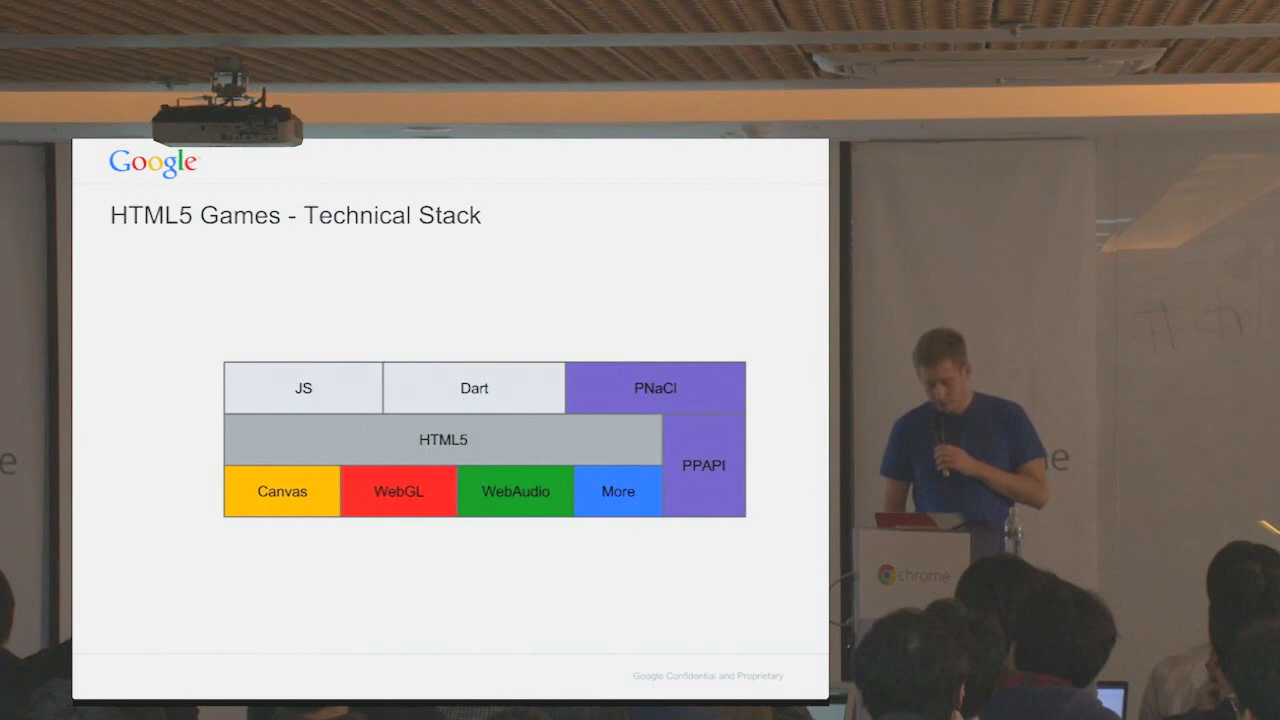 Google
HTML5 Games - Technical Stack
JS Dart PNaCl
HTML5
PPAPI
Canvas WebGL WebAudio More
Google Confidential and Proprietary
chrome